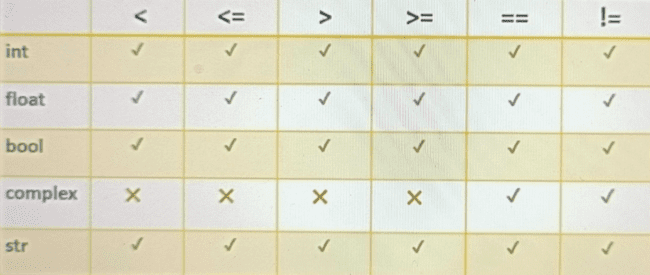 < <= > >= == !=
int ✓ ✓ ✓ ✓ ✓ ✓
float ✓ ✓ ✓ ✓ ✓ ✓
bool ✓ ✓ ✓ ✓ ✓ ✓
complex ✕ ✕ ✕ ✕ ✓ ✓
str ✓ ✓ ✓ ✓ ✓ ✓